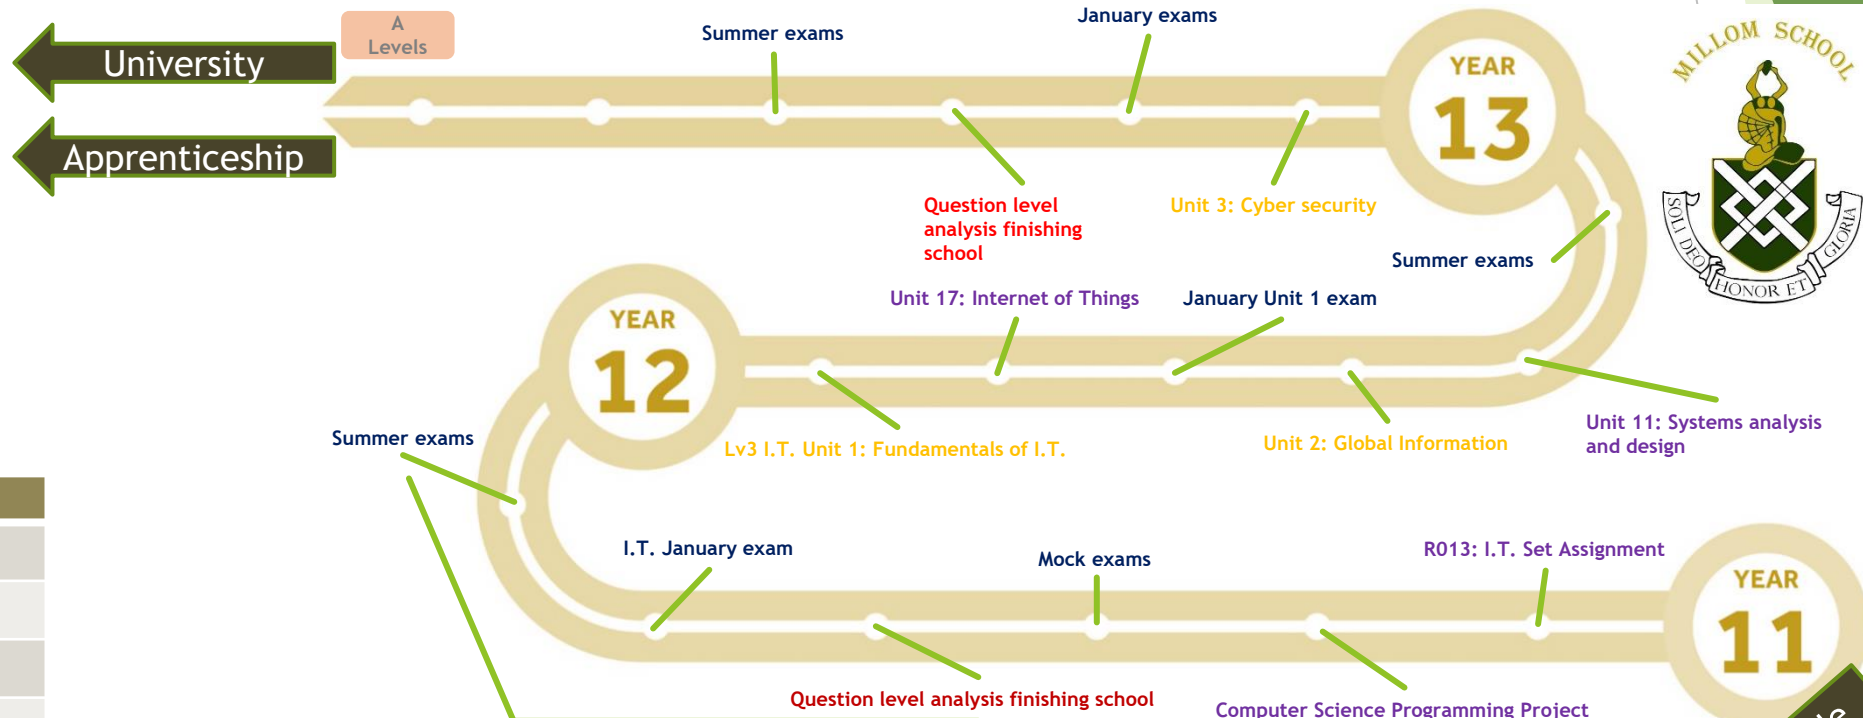 A
Levels
University
Apprenticeship
Summer exams
January exams
YEAR
13
MILLOM SCHOOL
SOLI DEO
HONOR ET
GLORIA
Question level
analysis finishing
school
Unit 3: Cyber security
Summer exams
YEAR
12
Unit 17: Internet of Things
January Unit 1 exam
Lv3 I.T. Unit 1: Fundamentals of I.T.
Unit 2: Global Information
Unit 11: Systems analysis
and design
Summer exams
I.T. January exam
Mock exams
R013: I.T. Set Assignment
YEAR
11
Question level analysis finishing school
Computer Science Programming Project